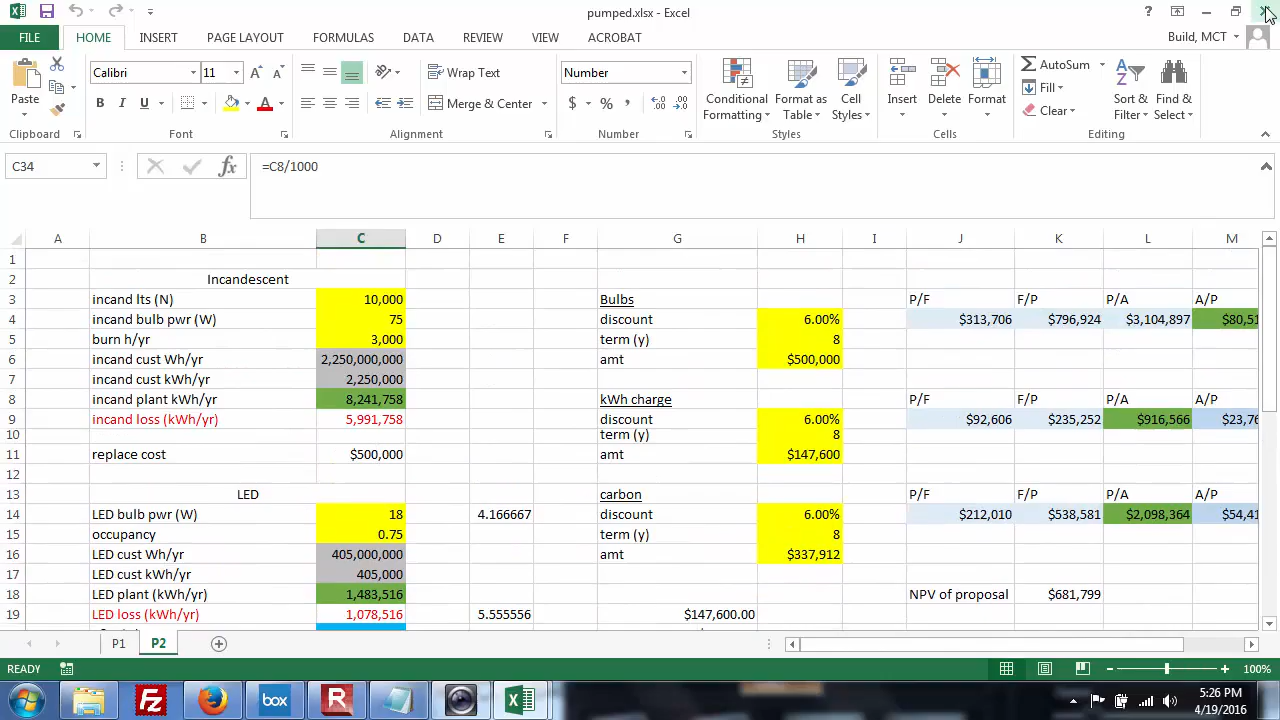 pumped.xlsx - Excel
FILE HOME INSERT PAGE LAYOUT FORMULAS DATA REVIEW VIEW ACROBAT Build, MCT
Paste
Calibri 11
B I U
Wrap Text
Merge & Center
Number
$ % ,
Conditional Formatting
Format as Table
Cell Styles
Insert
Delete
Format
AutoSum
Fill
Clear
Sort & Filter
Find & Select
Clipboard Font Alignment Number Styles Cells Editing
C34 fx =C8/1000
A B C D E F G H I J K L M
1
2 Incandescent
3 incand lts (N) 10,000 Bulbs P/F F/P P/A A/P
4 incand bulb pwr (W) 75 discount 6.00% $313,706 $796,924 $3,104,897 $80,51
5 burn h/yr 3,000 term (y) 8
6 incand cust Wh/yr 2,250,000,000 amt $500,000
7 incand cust kWh/yr 2,250,000
8 incand plant kWh/yr 8,241,758 kWh charge P/F F/P P/A A/P
9 incand loss (kWh/yr) 5,991,758 discount 6.00% $92,606 $235,252 $916,566 $23,76
10 term (y) 8
11 replace cost $500,000 amt $147,600
12
13 LED carbon P/F F/P P/A A/P
14 LED bulb pwr (W) 18 4.166667 discount 6.00% $212,010 $538,581 $2,098,364 $54,41
15 occupancy 0.75 term (y) 8
16 LED cust Wh/yr 405,000,000 amt $337,912
17 LED cust kWh/yr 405,000
18 LED plant (kWh/yr) 1,483,516 NPV of proposal $681,799
19 LED loss (kWh/yr) 1,078,516 5.555556 $147,600.00
P1 P2
READY 100%
box
5:26 PM
4/19/2016